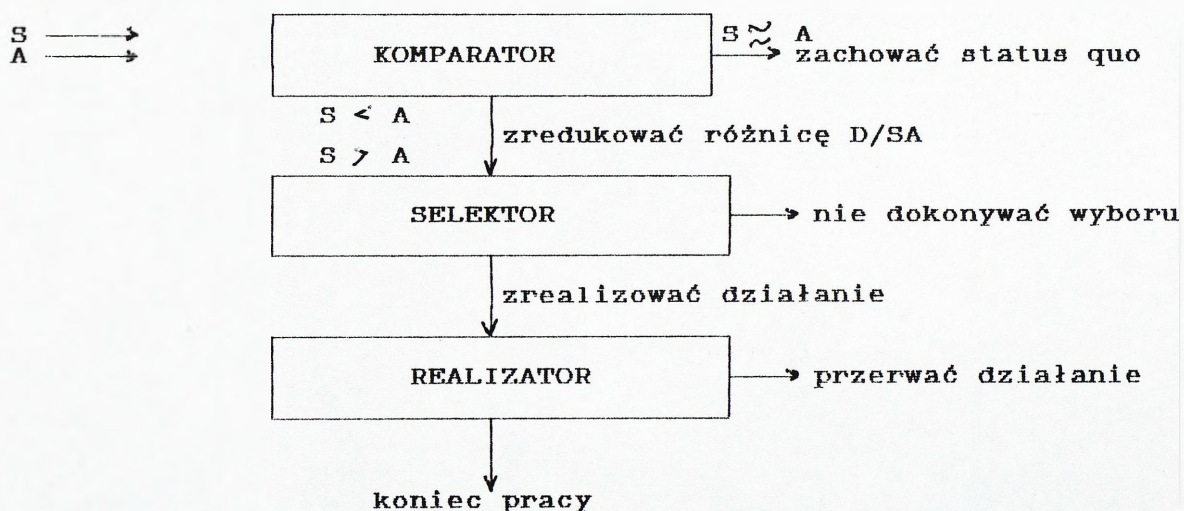 S
A
KOMPARATOR
S ≈ A
zachować status quo
S < A
S > A
zredukować różnicę D/SA
SELEKTOR
nie dokonywać wyboru
zrealizować działanie
REALIZATOR
przerwać działanie
koniec pracy